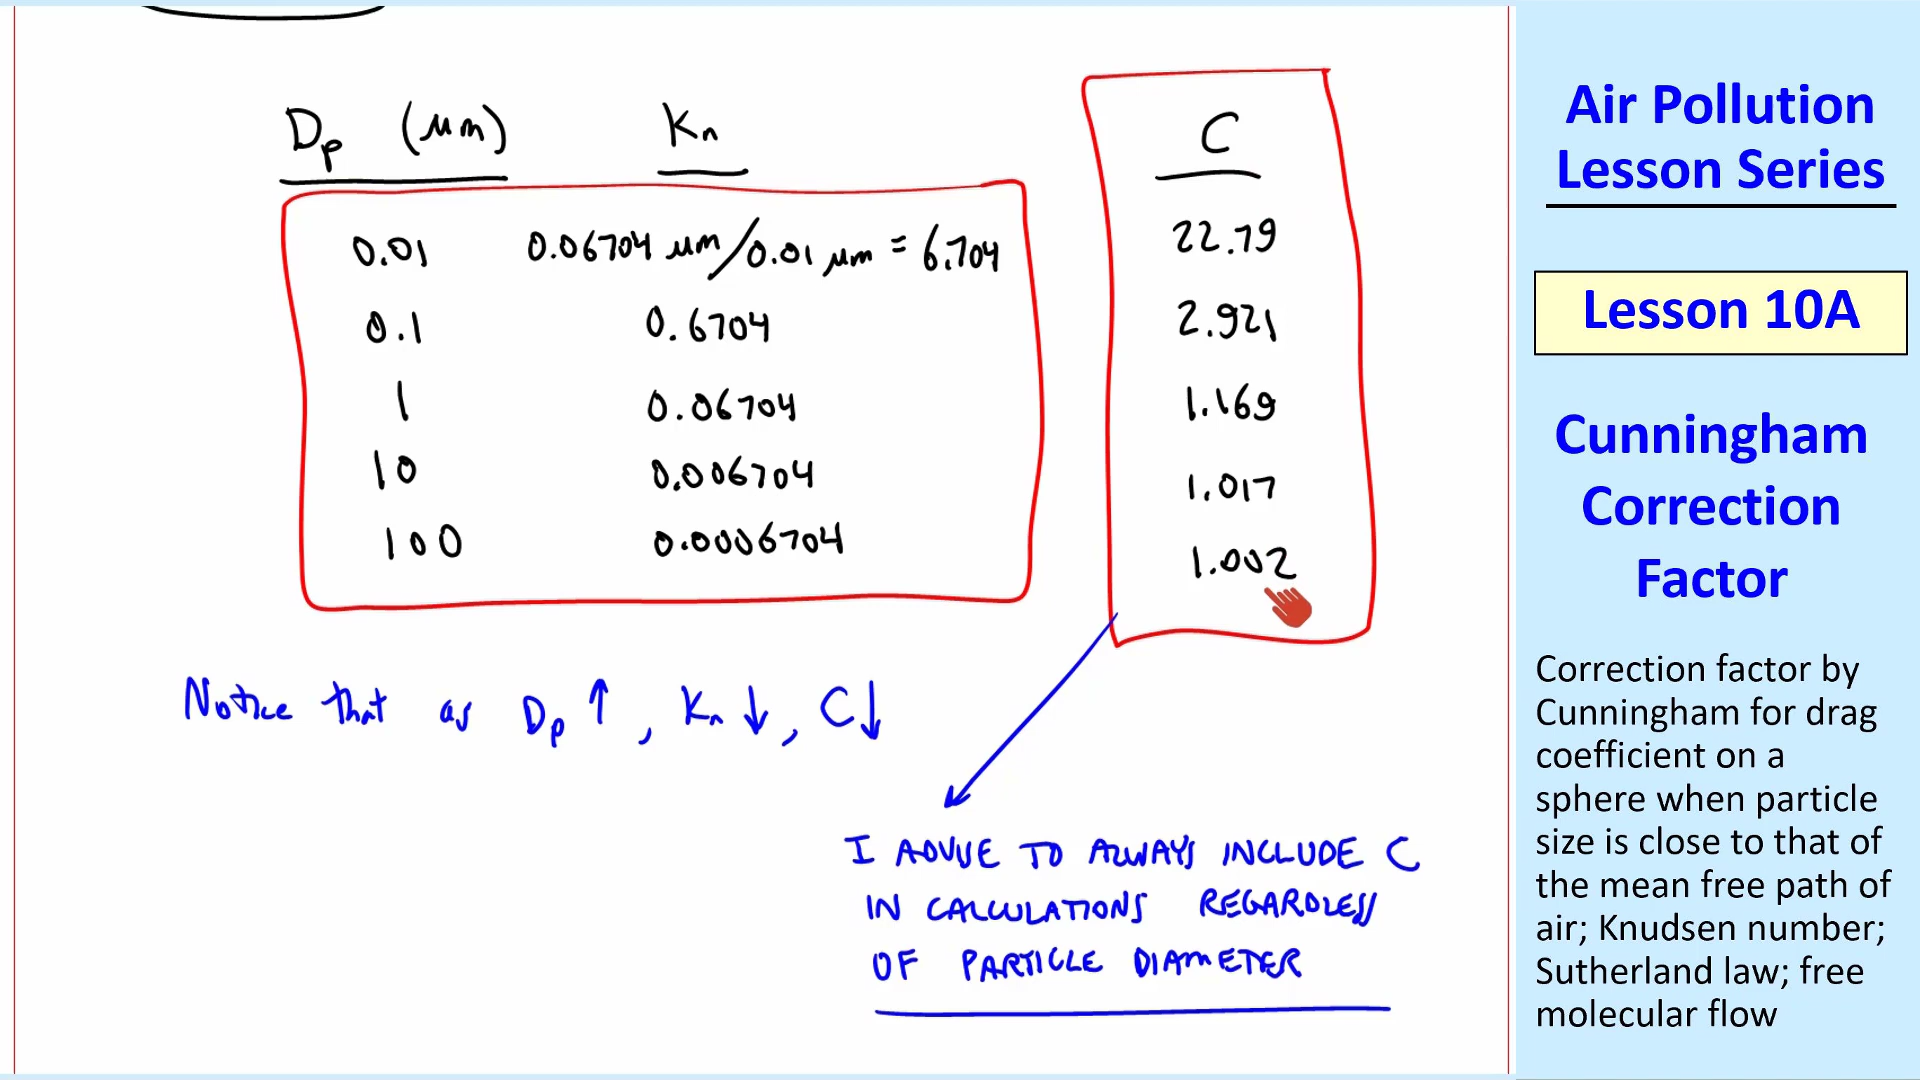 Dp (μm) Kn C
0.01 0.06704 μm/0.01 μm = 6.704 22.79
0.1 0.6704 2.921
1 0.06704 1.169
10 0.006704 1.017
100 0.0006704 1.002
Notice that as Dp ↑, Kn ↓, C ↓
I ADVISE TO ALWAYS INCLUDE C
IN CALCULATIONS REGARDLESS
OF PARTICLE DIAMETER
Air Pollution
Lesson Series
Lesson 10A
Cunningham
Correction
Factor
Correction factor by
Cunningham for drag
coefficient on a
sphere when particle
size is close to that of
the mean free path of
air; Knudsen number;
Sutherland law; free
molecular flow